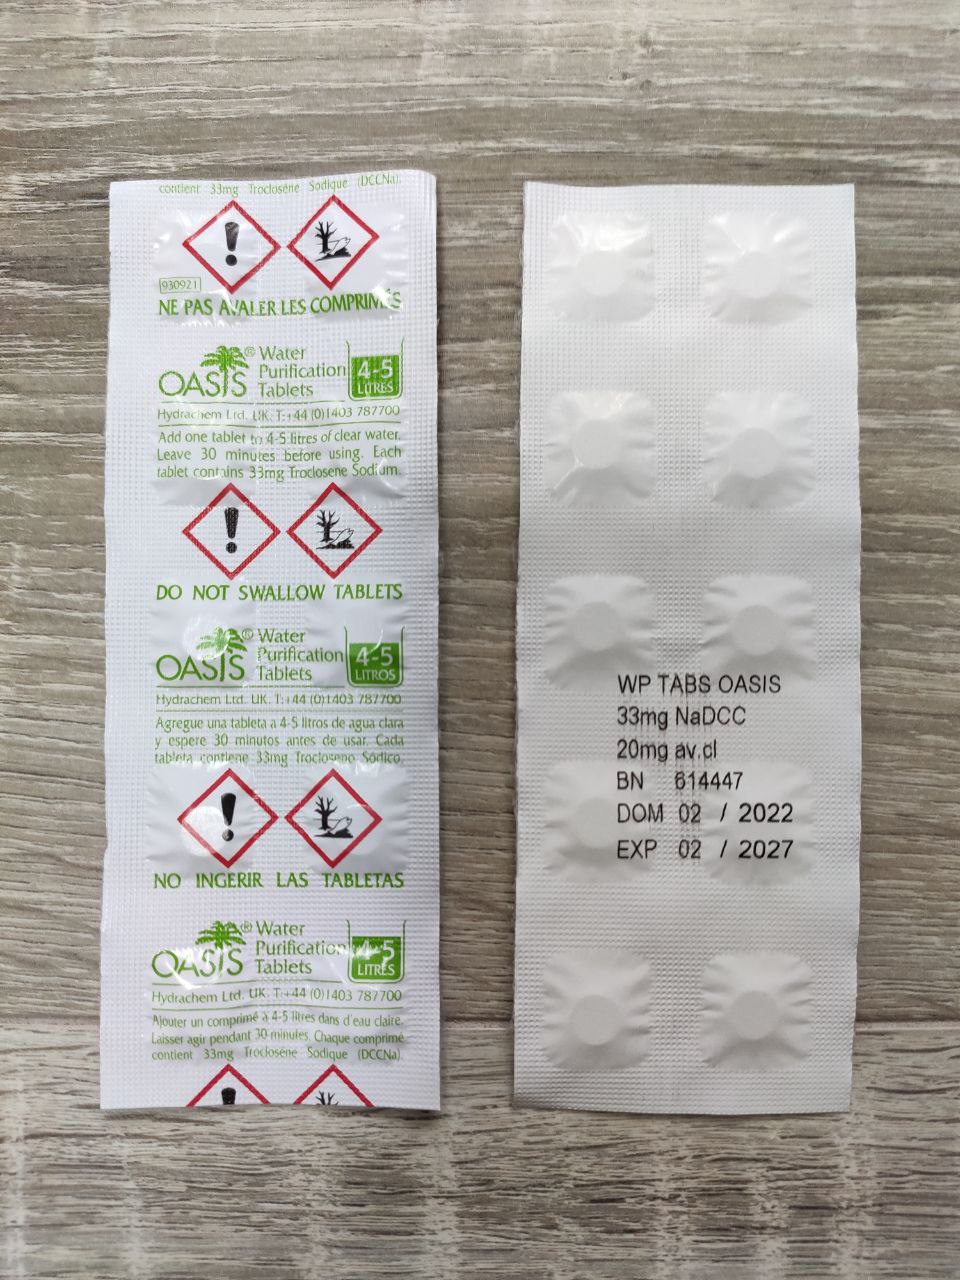 contient 33mg Troclosène Sodique (DCCNa).
930921
NE PAS AVALER LES COMPRIMÉS
OASIS® Water
Purification
Tablets
4-5
LITRES
Hydrachem Ltd. UK. T:+44 (0)1403 787700
Add one tablet to 4-5 litres of clear water.
Leave 30 minutes before using. Each
tablet contains 33mg Troclosene Sodium.
DO NOT SWALLOW TABLETS
OASIS® Water
Purification
Tablets
4-5
LITROS
Hydrachem Ltd. UK. T:+44 (0)1403 787700
Agregue una tableta a 4-5 litros de agua clara
y espere 30 minutos antes de usar. Cada
tableta contiene 33mg Trocloseno Sódico.
NO INGERIR LAS TABLETAS
OASIS® Water
Purification
Tablets
4-5
LITRES
Hydrachem Ltd. UK. T:+44 (0)1403 787700
Ajouter un comprimé à 4-5 litres dans d'eau claire.
Laisser agir pendant 30 minutes. Chaque comprimé
contient 33mg Troclosène Sodique (DCCNa).
WP TABS OASIS
33mg NaDCC
20mg av.cl
BN 614447
DOM 02 / 2022
EXP 02 / 2027